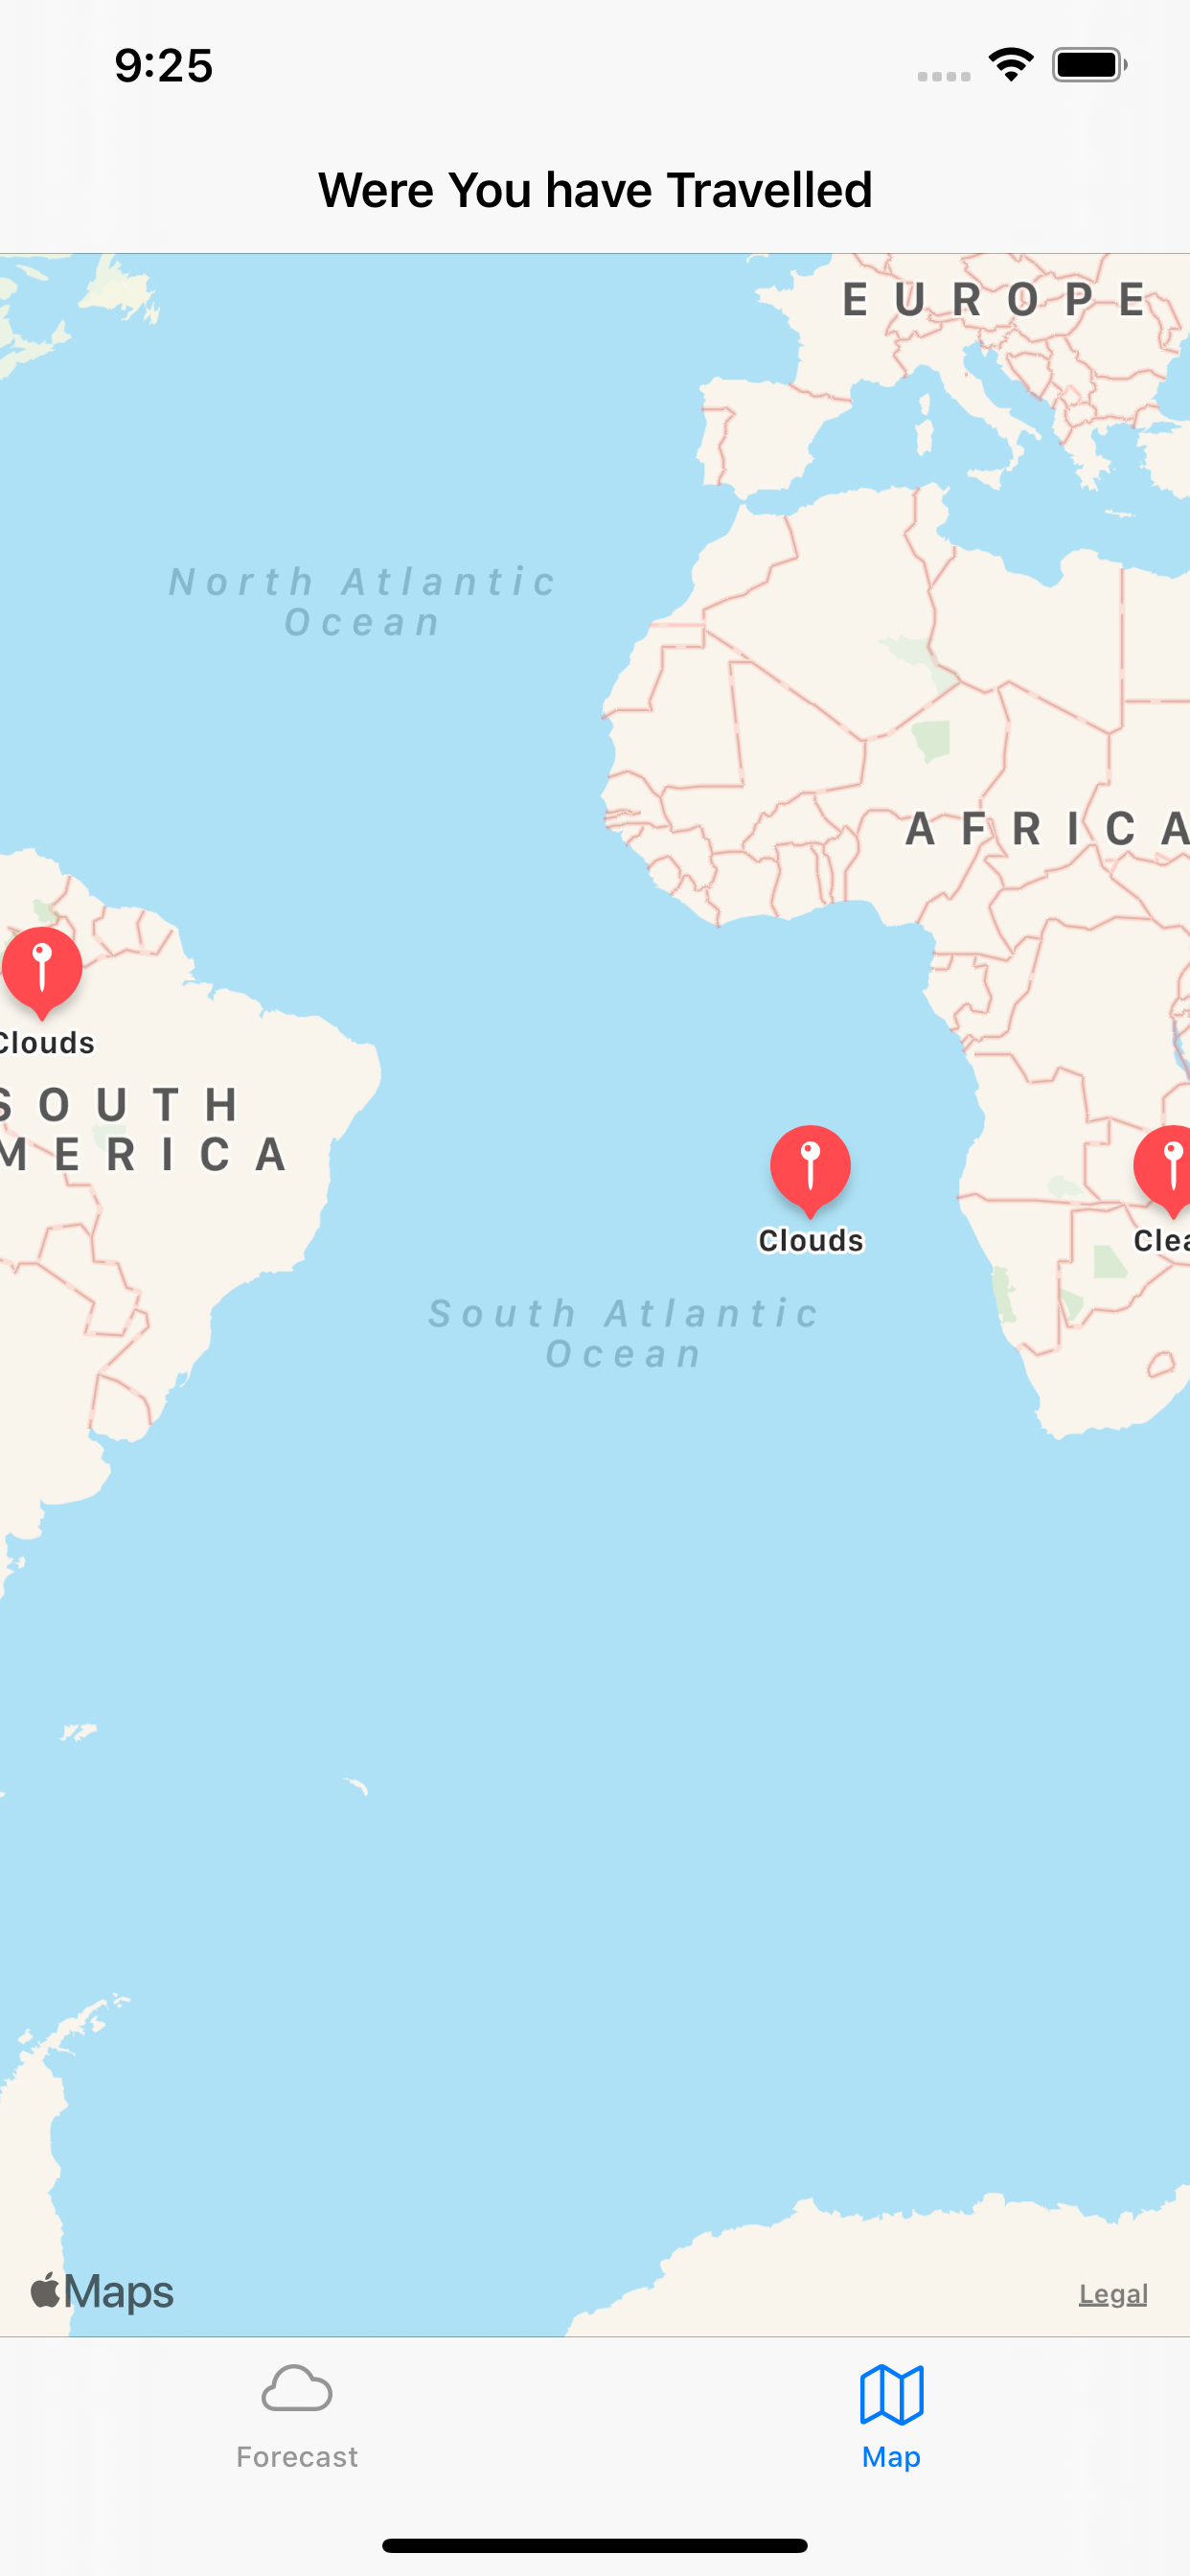 9:25
Were You have Travelled
EUROPE
North Atlantic
Ocean
AFRICA
Clouds
SOUTH
MERICA
Clouds
Clea
South Atlantic
Ocean
Maps
Legal
Forecast
Map